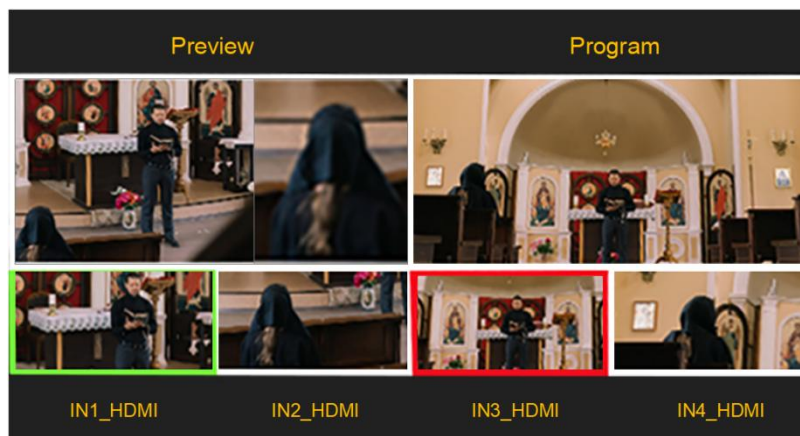 Preview
Program
IN1_HDMI
IN2_HDMI
IN3_HDMI
IN4_HDMI